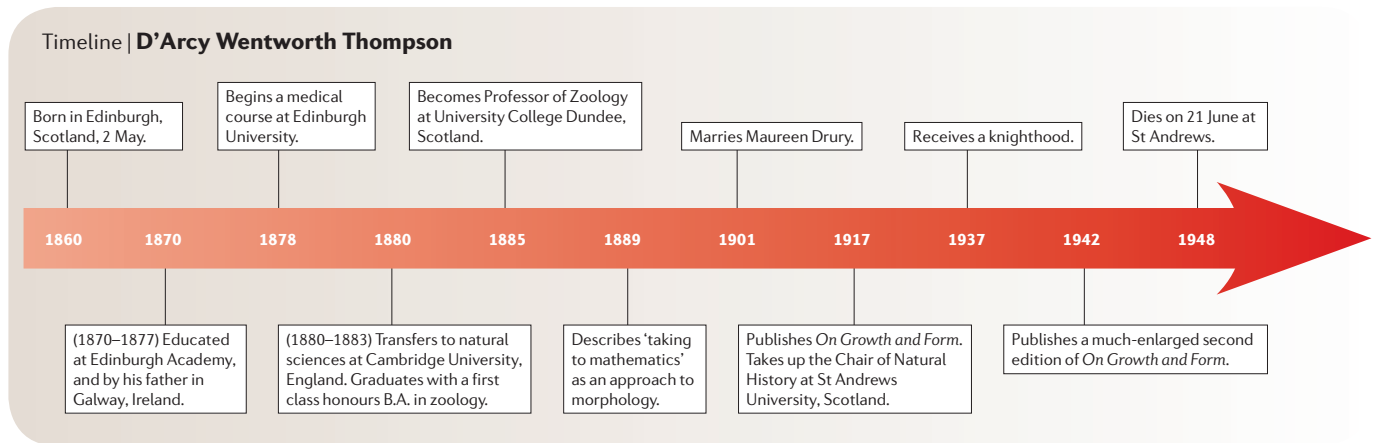 Timeline | D’Arcy Wentworth Thompson
Born in Edinburgh,
Scotland, 2 May.
Begins a medical
course at Edinburgh
University.
Becomes Professor of Zoology
at University College Dundee,
Scotland.
Marries Maureen Drury.
Receives a knighthood.
Dies on 21 June at
St Andrews.
1860 1870 1878 1880 1885 1889 1901 1917 1937 1942 1948
(1870–1877) Educated
at Edinburgh Academy,
and by his father in
Galway, Ireland.
(1880–1883) Transfers to natural
sciences at Cambridge University,
England. Graduates with a first
class honours B.A. in zoology.
Describes ‘taking
to mathematics’
as an approach to
morphology.
Publishes On Growth and Form.
Takes up the Chair of Natural
History at St Andrews
University, Scotland.
Publishes a much-enlarged second
edition of On Growth and Form.